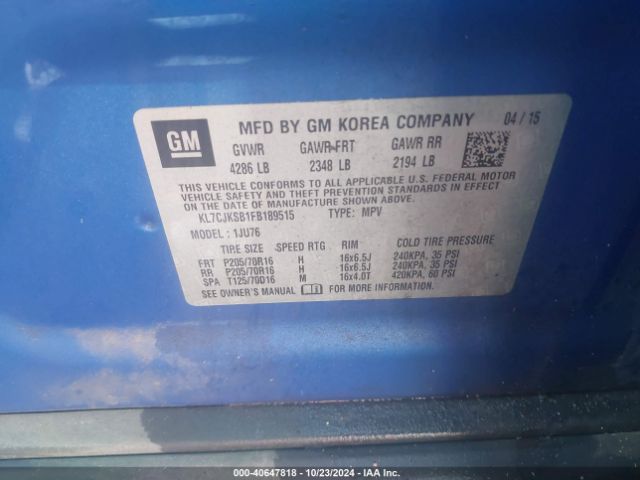 GM
MFD BY GM KOREA COMPANY 04 / 15
GVWR GAWR FRT GAWR RR
4286 LB 2348 LB 2194 LB
THIS VEHICLE CONFORMS TO ALL APPLICABLE U.S. FEDERAL MOTOR
VEHICLE SAFETY AND THEFT PREVENTION STANDARDS IN EFFECT ON
THE DATE OF MANUFACTURE SHOWN ABOVE.
KL7CJKSB1FB189515 TYPE: MPV
MODEL : 1JU76
TIRE SIZE SPEED RTG RIM COLD TIRE PRESSURE
FRT P205/70R16 H 16x6.5J 240KPA, 35 PSI
RR P205/70R16 H 16x6.5J 240KPA, 35 PSI
SPA T125/70D16 M 16x4.0T 420KPA, 60 PSI
SEE OWNER'S MANUAL FOR MORE INFORMATION.
000-40647818 - 10/23/2024 - IAA Inc.